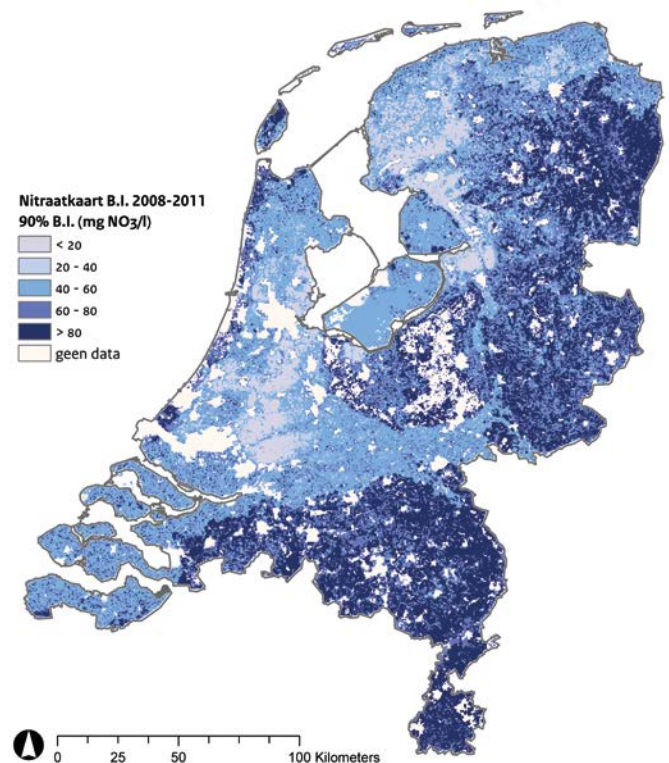 Nitraatkaart B.I. 2008-2011
90% B.I. (mg NO3/l)
< 20
20 - 40
40 - 60
60 - 80
> 80
geen data
0 25 50 100 Kilometers